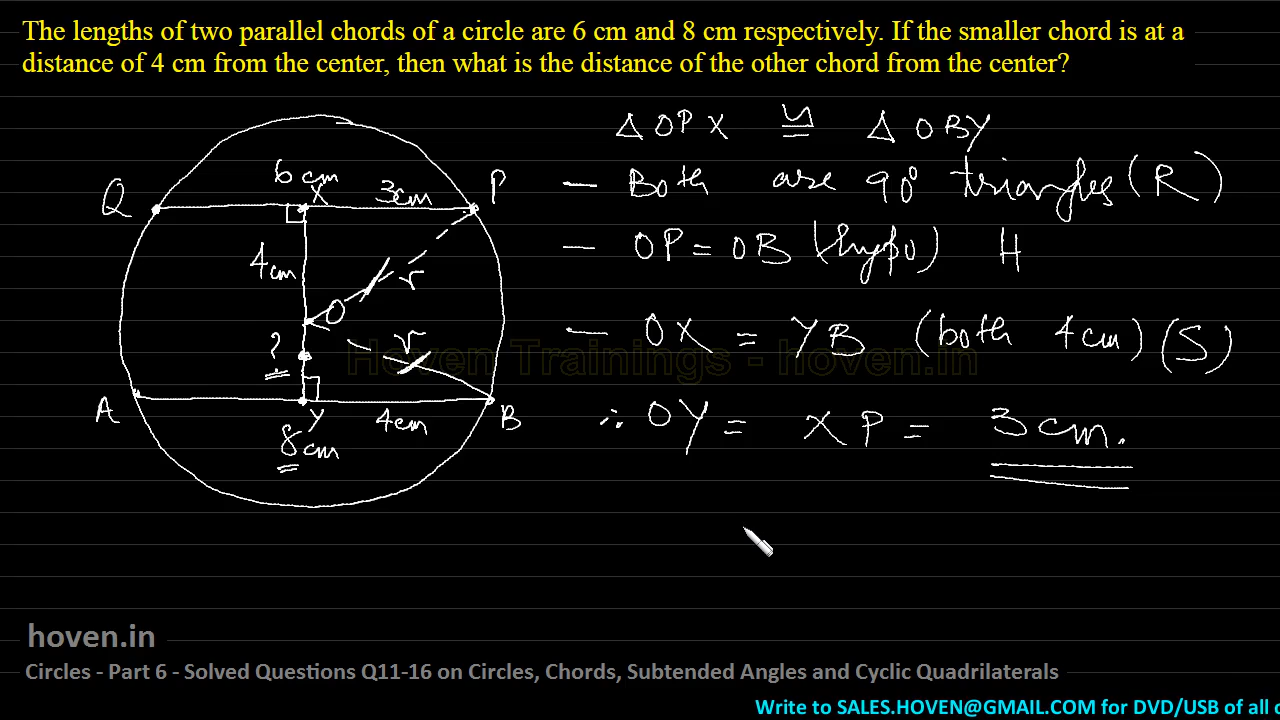 The lengths of two parallel chords of a circle are 6 cm and 8 cm respectively. If the smaller chord is at a
distance of 4 cm from the center, then what is the distance of the other chord from the center?
Δ OPX ≅ Δ OBY
6 cm
Q X 3cm P
— Both are 90° triangles (R)
4cm
— OP = OB (hypo) H
O r
? r
— OX = YB (both 4cm) (S)
Hoven Trainings - hoven.in
A Y 4cm B
8cm
∴ OY = XP = 3cm.
hoven.in
Circles - Part 6 - Solved Questions Q11-16 on Circles, Chords, Subtended Angles and Cyclic Quadrilaterals
Write to SALES.HOVEN@GMAIL.COM for DVD/USB of all